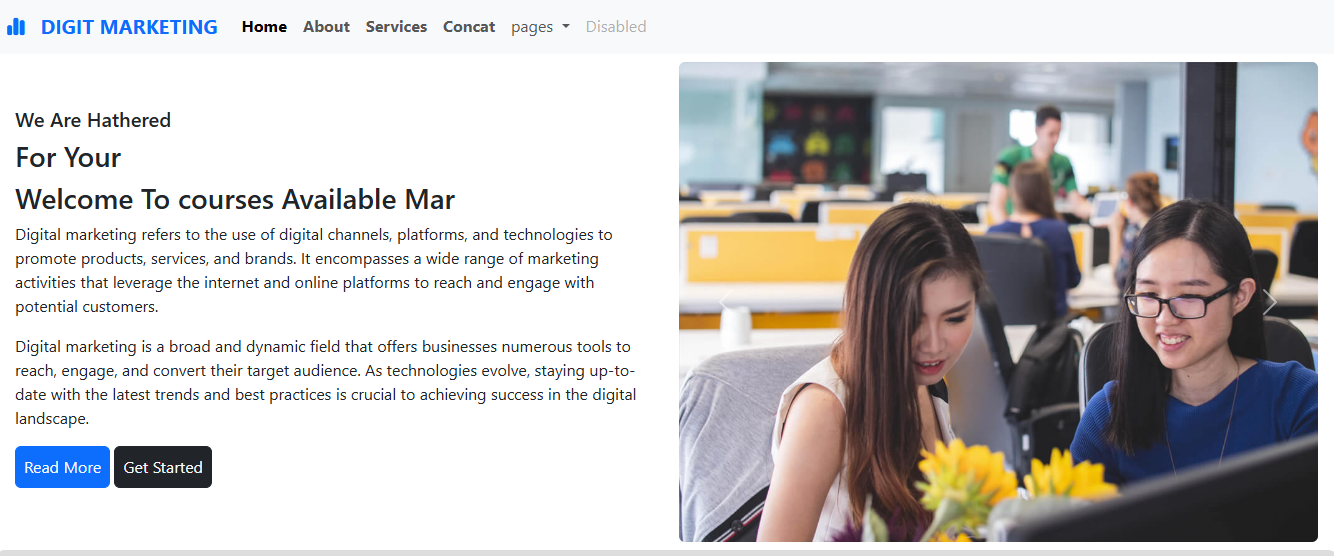 DIGIT MARKETING Home About Services Concat pages Disabled
We Are Hathered
For Your
Welcome To courses Available Mar
Digital marketing refers to the use of digital channels, platforms, and technologies to
promote products, services, and brands. It encompasses a wide range of marketing
activities that leverage the internet and online platforms to reach and engage with
potential customers.
Digital marketing is a broad and dynamic field that offers businesses numerous tools to
reach, engage, and convert their target audience. As technologies evolve, staying up-to-
date with the latest trends and best practices is crucial to achieving success in the digital
landscape.
Read More Get Started